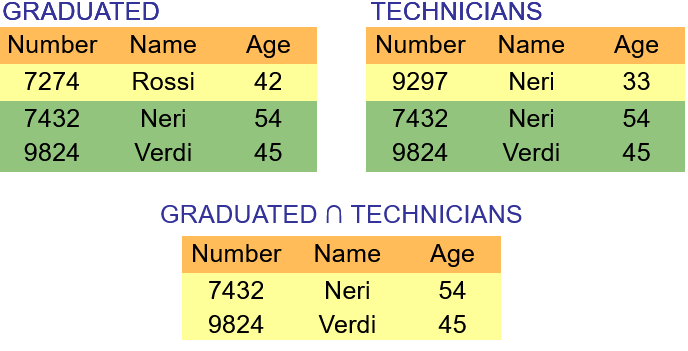 GRADUATED
Number Name Age
7274 Rossi 42
7432 Neri 54
9824 Verdi 45
TECHNICIANS
Number Name Age
9297 Neri 33
7432 Neri 54
9824 Verdi 45
GRADUATED ∩ TECHNICIANS
Number Name Age
7432 Neri 54
9824 Verdi 45